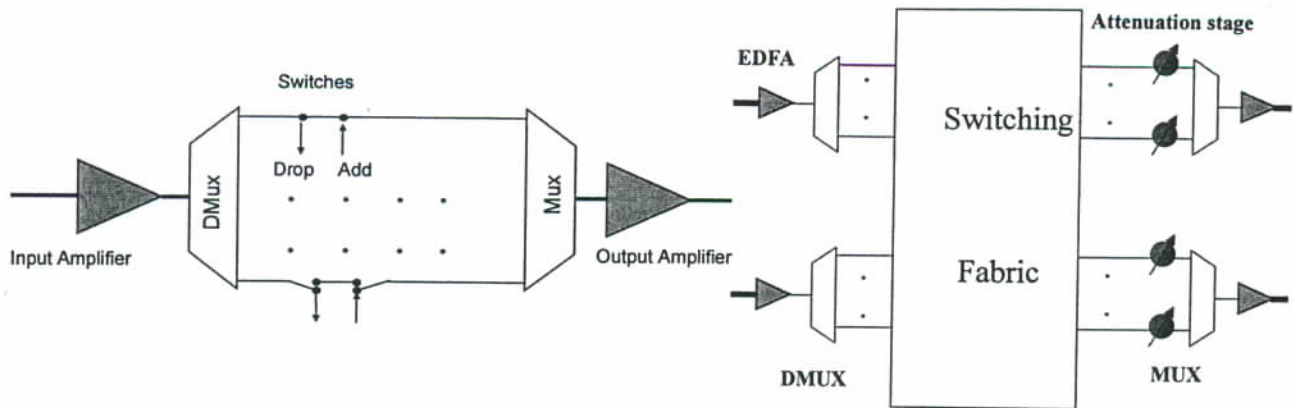 Switches
Drop
Add
DMux
Mux
Input Amplifier
Output Amplifier
Attenuation stage
EDFA
Switching
Fabric
DMUX
MUX